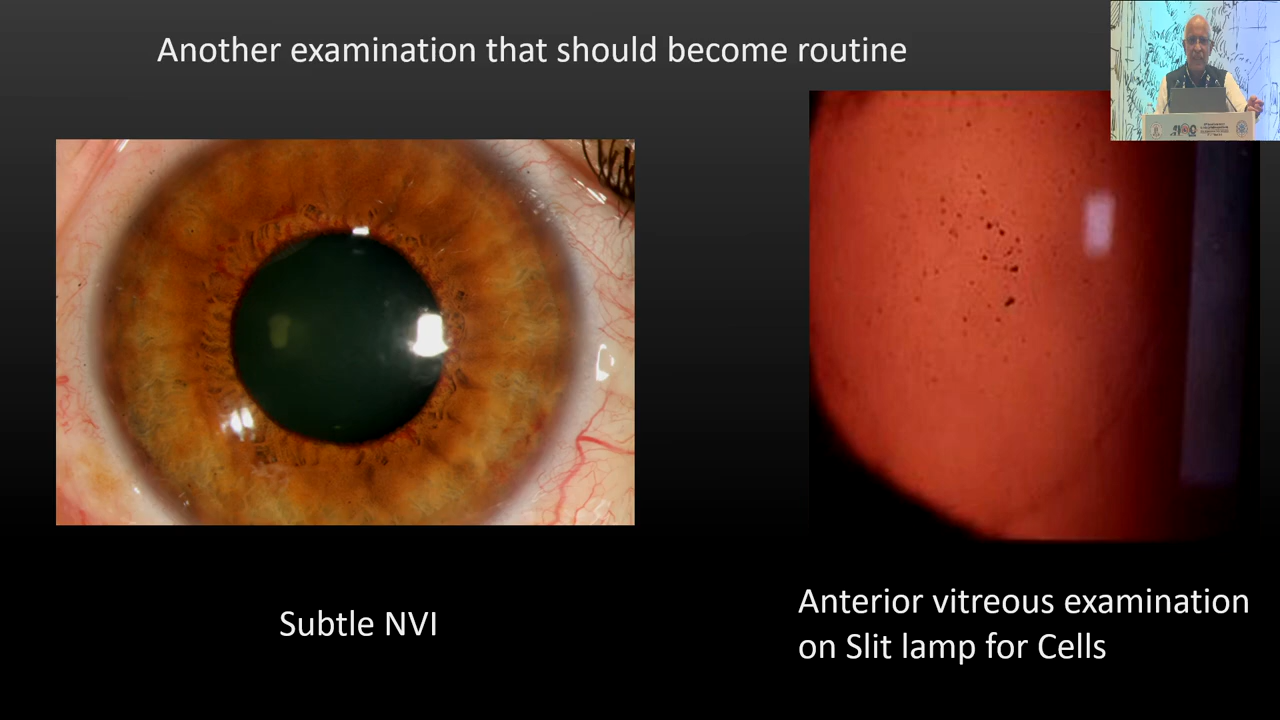 Another examination that should become routine
Subtle NVI
Anterior vitreous examination
on Slit lamp for Cells